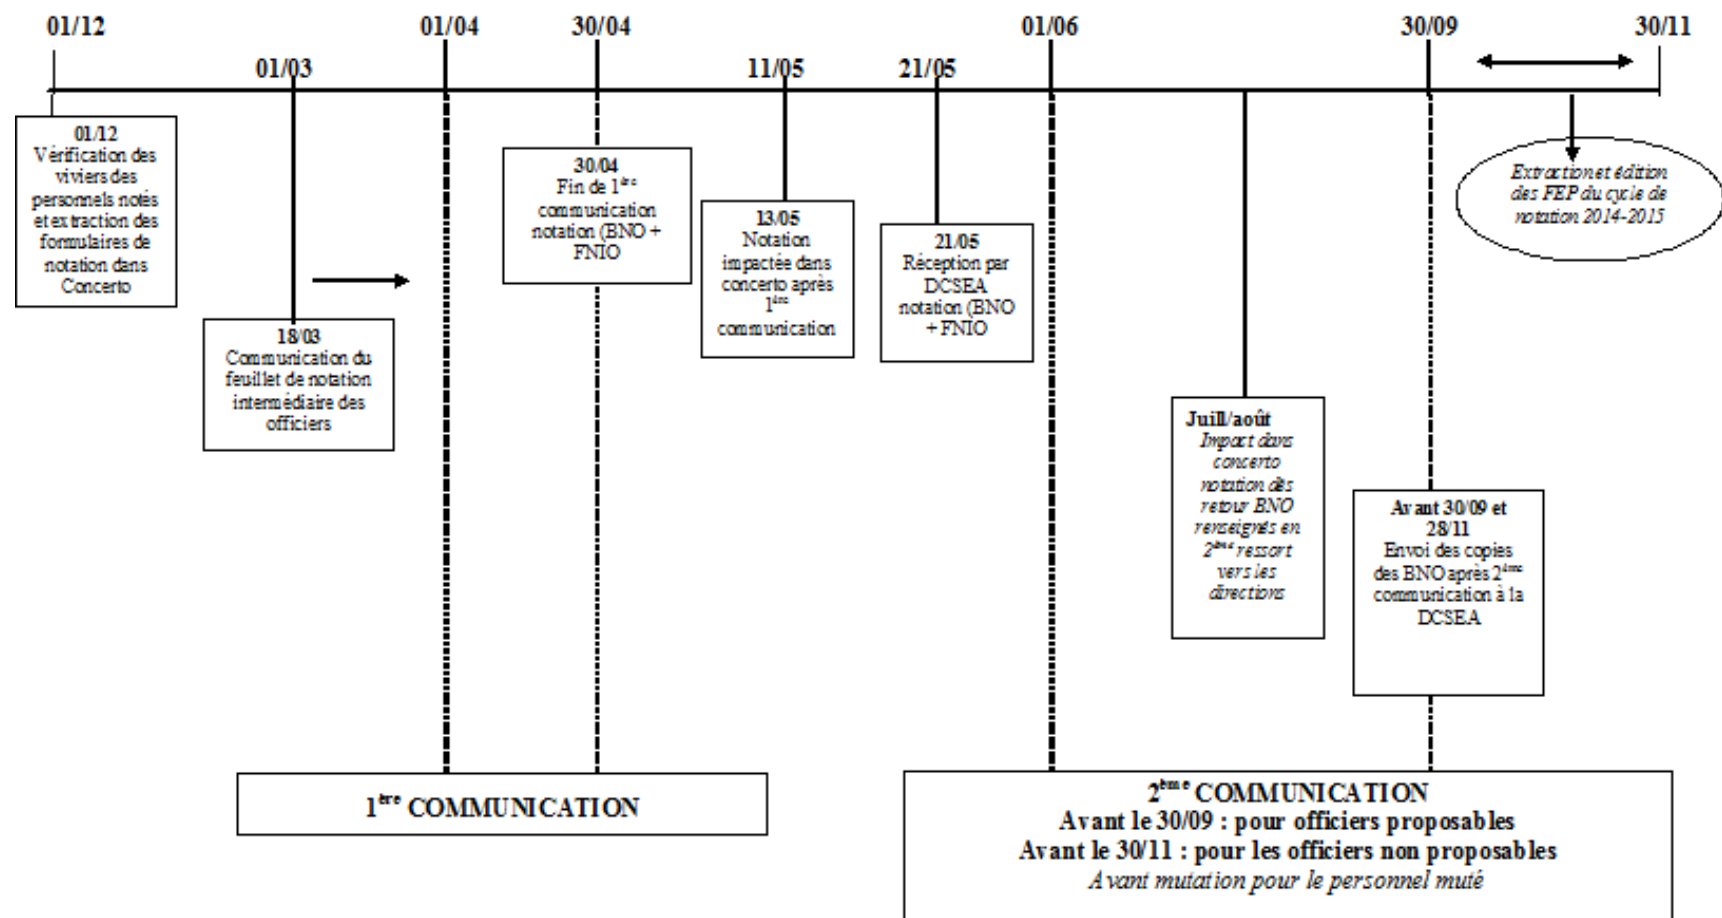 01/12
01/04
30/04
01/06
30/09
30/11
01/03
11/05
21/05
01/12
Vérification des
viviers des
personnels notés
et extraction des
formulaires de
notation dans
Concerto
18/03
Communication du
feuillet de notation
intermédiaire des
officiers
30/04
Fin de 1ère
communication
notation (BNO +
FNIO
13/05
Notation
impactée dans
concerto après
1ère
communication
21/05
Réception par
DCSEA
notation (BNO
+ FNIO
Juill/août
Impact dans
concerto
notation dès
retour BNO
renseignés en
2ème ressort
vers les
directions
Avant 30/09 et
28/11
Envoi des copies
des BNO après 2ème
communication à la
DCSEA
Extraction et édition
des FEP du cycle de
notation 2014-2015
1ère COMMUNICATION
2ème COMMUNICATION
Avant le 30/09 : pour officiers proposables
Avant le 30/11 : pour les officiers non proposables
Avant mutation pour le personnel muté